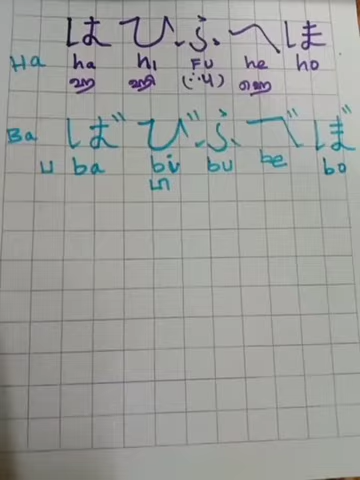 は ひ ふ へ ほ
Ha ha hi Fu he ho
ஹ ஹி (ஃபு) ஹெ
ば び ぶ べ ぼ
Ba ba bi bu be bo
ப